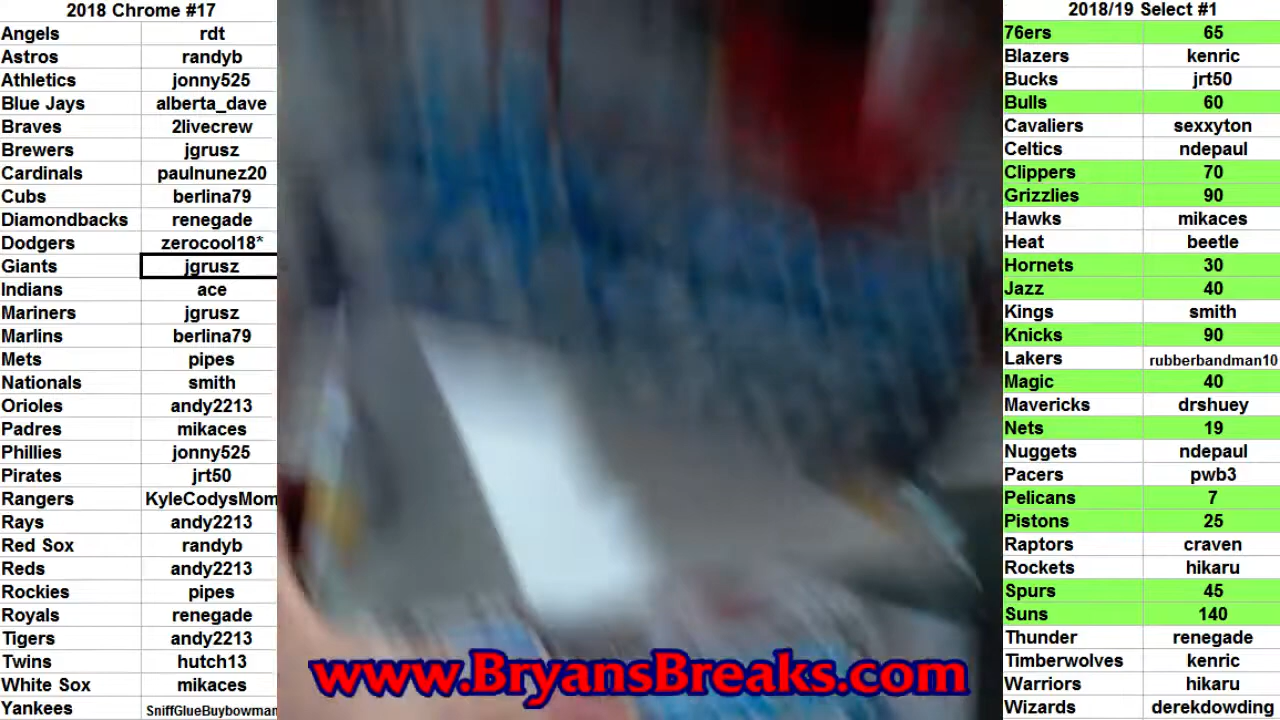 2018 Chrome #17
Angels rdt
Astros randyb
Athletics jonny525
Blue Jays alberta_dave
Braves 2livecrew
Brewers jgrusz
Cardinals paulnunez20
Cubs berlina79
Diamondbacks renegade
Dodgers zerocool18*
Giants jgrusz
Indians ace
Mariners jgrusz
Marlins berlina79
Mets pipes
Nationals smith
Orioles andy2213
Padres mikaces
Phillies jonny525
Pirates jrt50
Rangers KyleCodysMom
Rays andy2213
Red Sox randyb
Reds andy2213
Rockies pipes
Royals renegade
Tigers andy2213
Twins hutch13
White Sox mikaces
Yankees SniffGlueBuybowman
www.BryansBreaks.com
2018/19 Select #1
76ers 65
Blazers kenric
Bucks jrt50
Bulls 60
Cavaliers sexxyton
Celtics ndepaul
Clippers 70
Grizzlies 90
Hawks mikaces
Heat beetle
Hornets 30
Jazz 40
Kings smith
Knicks 90
Lakers rubberbandman10
Magic 40
Mavericks drshuey
Nets 19
Nuggets ndepaul
Pacers pwb3
Pelicans 7
Pistons 25
Raptors craven
Rockets hikaru
Spurs 45
Suns 140
Thunder renegade
Timberwolves kenric
Warriors hikaru
Wizards derekdowding